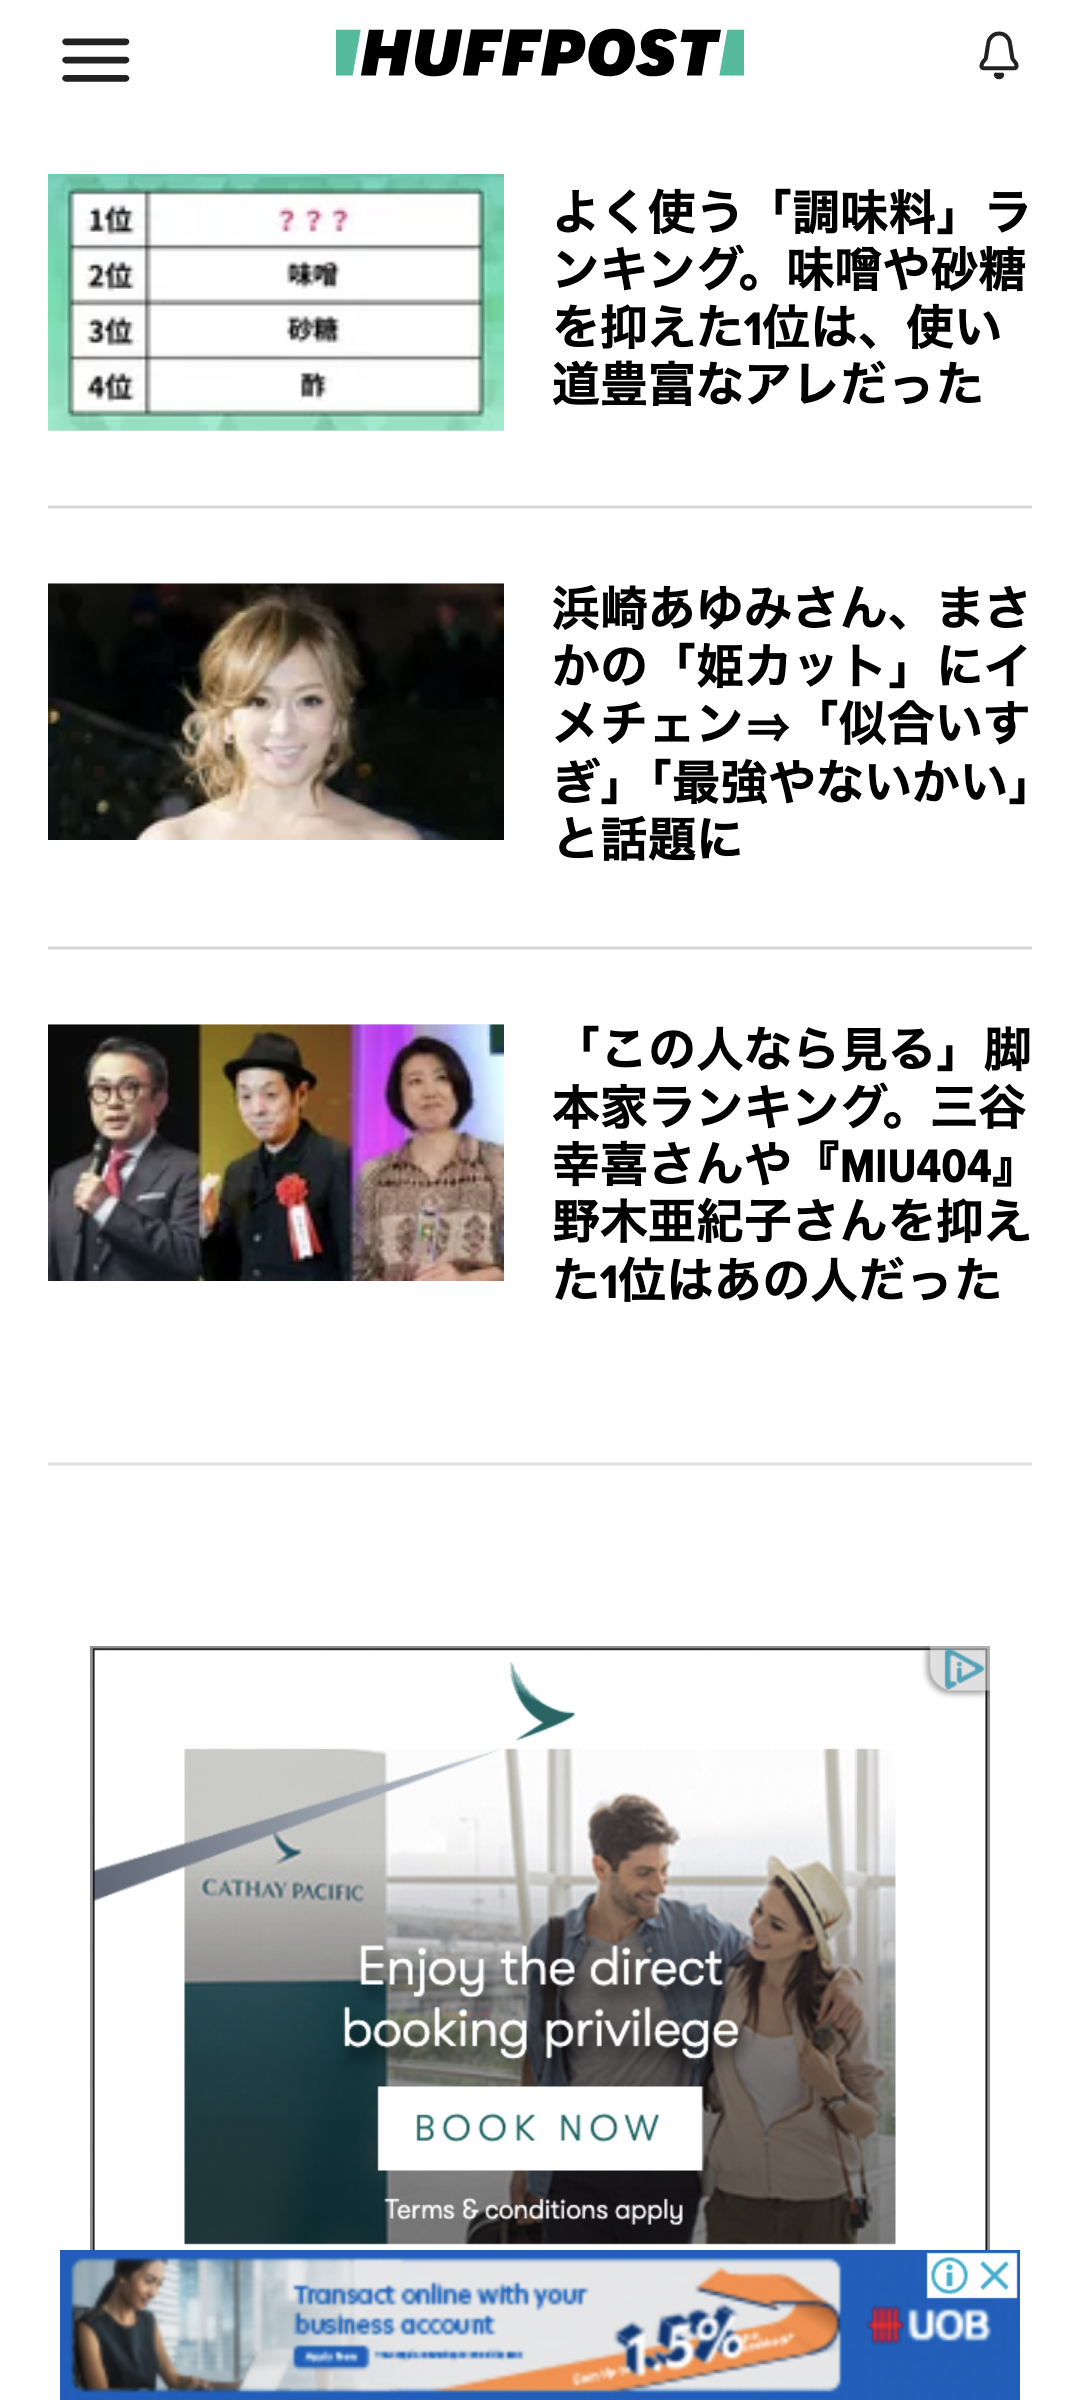 HUFFPOST
1位 ？？？
2位 味噌
3位 砂糖
4位 酢
よく使う「調味料」ラ
ンキング。味噌や砂糖
を抑えた1位は、使い
道豊富なアレだった
浜崎あゆみさん、まさ
かの「姫カット」にイ
メチェン⇒「似合いす
ぎ」「最強やないかい」
と話題に
「この人なら見る」脚
本家ランキング。三谷
幸喜さんや『MIU404』
野木亜紀子さんを抑え
た1位はあの人だった
CATHAY PACIFIC
Enjoy the direct
booking privilege
BOOK NOW
Terms & conditions apply
Transact online with your
business account
Apply Now
1.5%
UOB